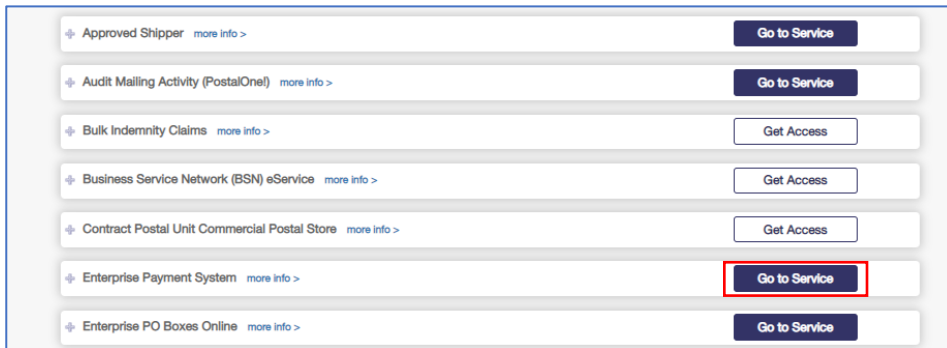 Approved Shipper more info > Go to Service
Audit Mailing Activity (PostalOne!) more info > Go to Service
Bulk Indemnity Claims more info > Get Access
Business Service Network (BSN) eService more info > Get Access
Contract Postal Unit Commercial Postal Store more info > Get Access
Enterprise Payment System more info > Go to Service
Enterprise PO Boxes Online more info > Go to Service